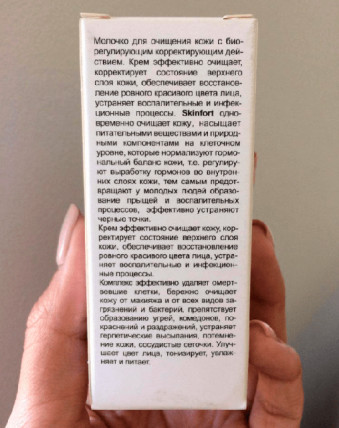 Молочко для очищения кожи с био-
регулирующим корректирующим дей-
ствием. Крем эффективно очищает,
корректирует состояние верхнего
слоя кожи, обеспечивает восстанов-
ление ровного красивого цвета лица,
устраняет воспалительные и инфек-
ционные процессы. Skinfort одно-
временно очищает кожу, насыщает
питательными веществами и природ-
ными компонентами на клеточном
уровне, которые нормализуют гормо-
нальный баланс кожи, т.е. регулиру-
ют выработку гормонов во внутрен-
них слоях кожи, тем самым предот-
вращают у молодых людей образо-
вание прыщей и воспалительных
процессов, эффективно устраняют
черные точки.
Крем эффективно очищает кожу, кор-
ректирует состояние верхнего слоя
кожи, обеспечивает восстановление
ровного красивого цвета лица, устра-
няет воспалительные и инфекцион-
ные процессы.
Комплекс эффективно удаляет омерт-
вевшие клетки, бережно очищает
кожу от макияжа и от всех видов заг-
рязнений и бактерий, препятствует
образованию угрей, комедонов, по-
краснений и раздражений, устраняет
герпетические высыпания, потемне-
ние кожи, сосудистые сеточки. Улуч-
шает цвет лица, тонизирует, увлаж-
няет и питает.